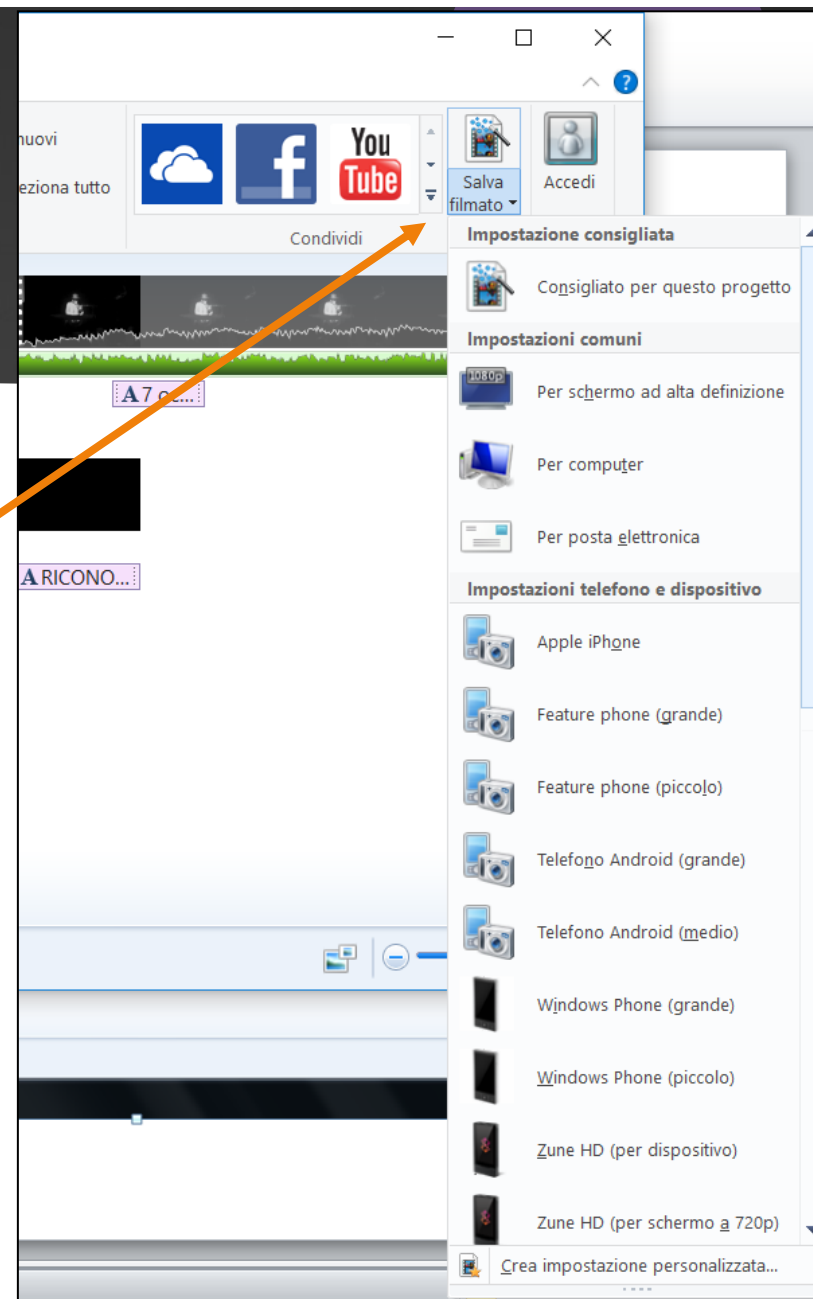 nuovi
eziona tutto
f
You
Tube
Salva
filmato
Accedi
?
Condividi
Impostazione consigliata
Consigliato per questo progetto
Impostazioni comuni
1080p
Per schermo ad alta definizione
Per computer
Per posta elettronica
Impostazioni telefono e dispositivo
Apple iPhone
Feature phone (grande)
Feature phone (piccolo)
Telefono Android (grande)
Telefono Android (medio)
Windows Phone (grande)
Windows Phone (piccolo)
Zune HD (per dispositivo)
Zune HD (per schermo a 720p)
Crea impostazione personalizzata...
A 7
A RICONO...